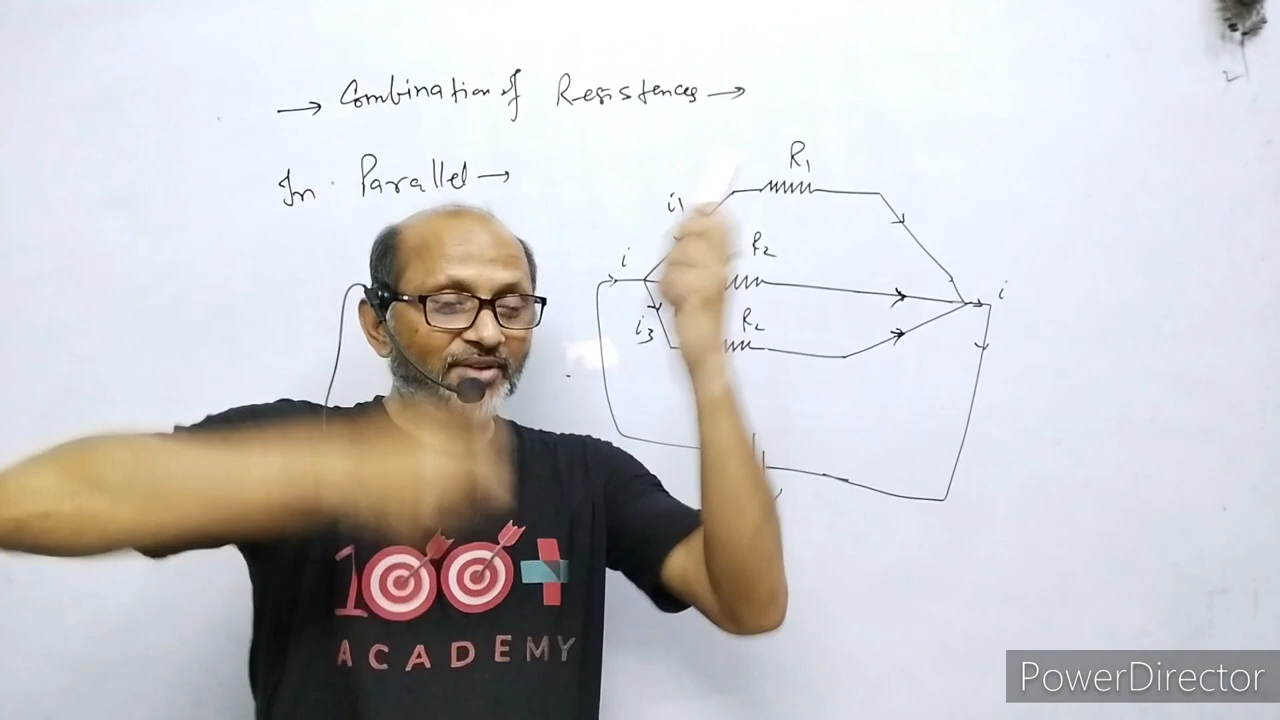 → Combination of Resistences →
In Parallel →
R1
i1
R2
i
i
R2
i3
100+
ACADEMY
PowerDirector